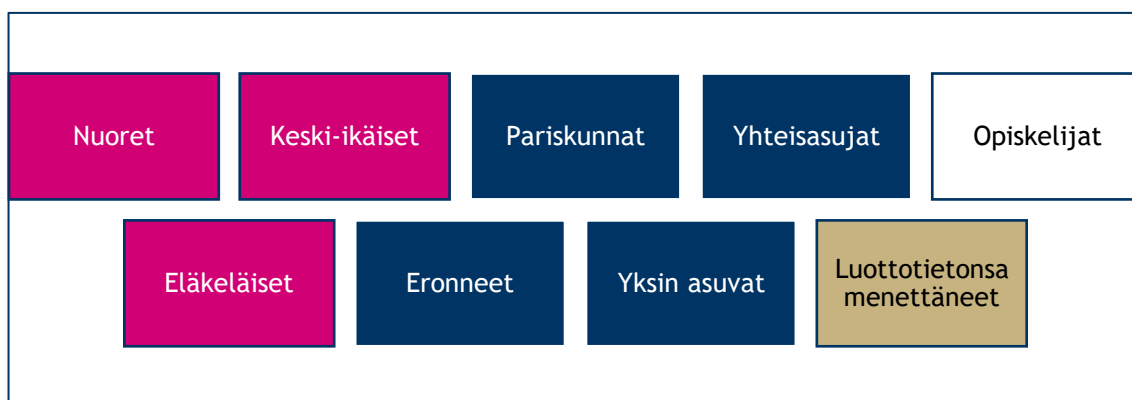 Nuoret
Keski-ikäiset
Pariskunnat
Yhteisasujat
Opiskelijat
Eläkeläiset
Eronneet
Yksin asuvat
Luottotietonsa
menettäneet